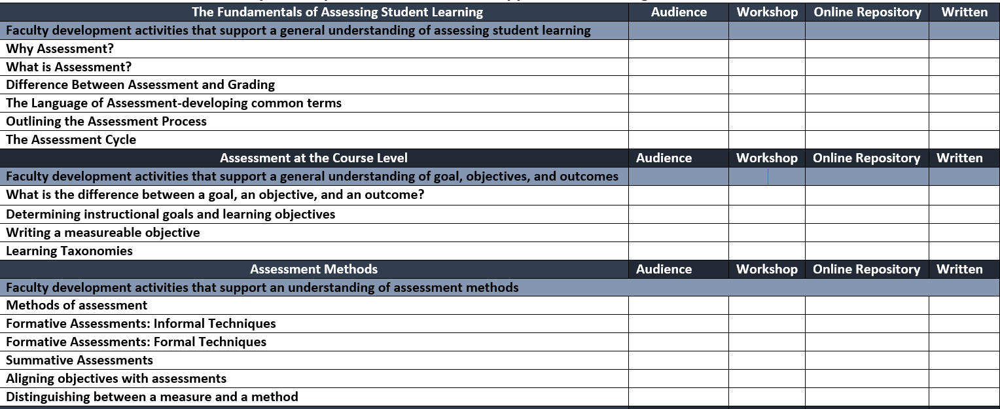 The Fundamentals of Assessing Student Learning Audience Workshop Online Repository Written
Faculty development activities that support a general understanding of assessing student learning
Why Assessment?
What is Assessment?
Difference Between Assessment and Grading
The Language of Assessment-developing common terms
Outlining the Assessment Process
The Assessment Cycle
Assessment at the Course Level Audience Workshop Online Repository Written
Faculty development activities that support a general understanding of goal, objectives, and outcomes
What is the difference between a goal, an objective, and an outcome?
Determining instructional goals and learning objectives
Writing a measureable objective
Learning Taxonomies
Assessment Methods Audience Workshop Online Repository Written
Faculty development activities that support an understanding of assessment methods
Methods of assessment
Formative Assessments: Informal Techniques
Formative Assessments: Formal Techniques
Summative Assessments
Aligning objectives with assessments
Distinguishing between a measure and a method